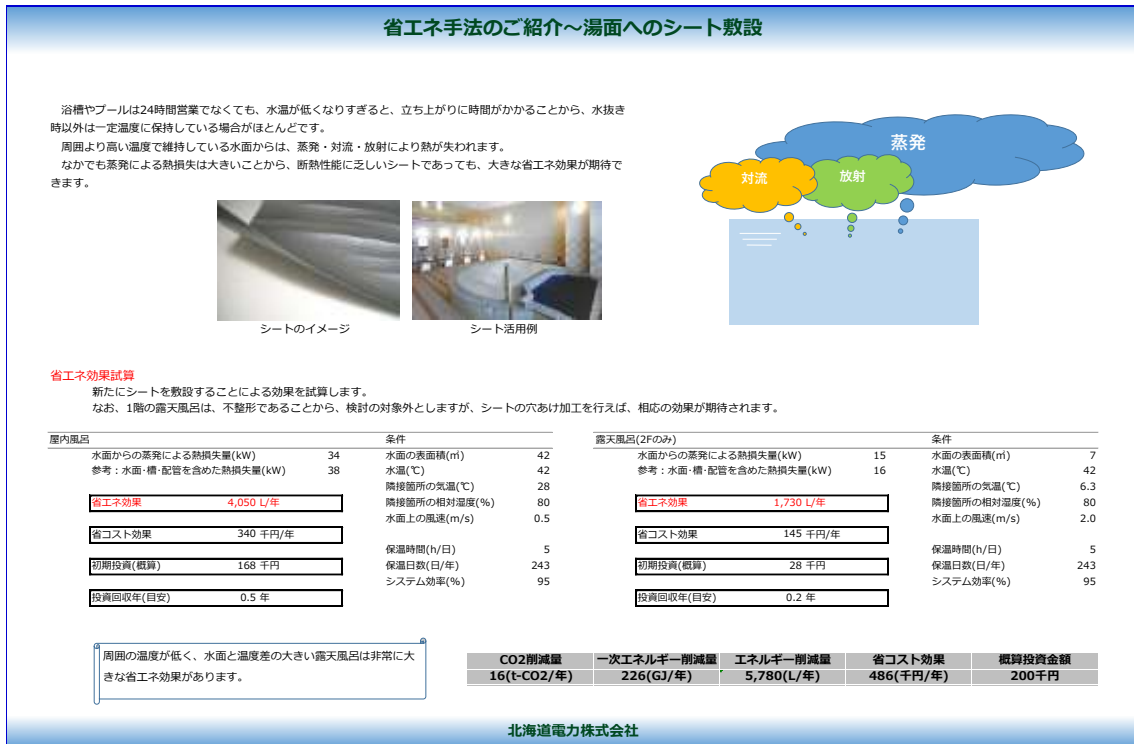 省エネ手法のご紹介～湯面へのシート敷設
浴槽やプールは24時間営業でなくても、水温が低くなりすぎると、立ち上がりに時間がかかることから、水抜き
時以外は一定温度に保持している場合がほとんどです。
周囲より高い温度で維持している水面からは、蒸発・対流・放射により熱が失われます。
なかでも蒸発による熱損失は大きいことから、断熱性能に乏しいシートであっても、大きな省エネ効果が期待で
きます。
蒸発
対流
放射
シートのイメージ
シート活用例
省エネ効果試算
新たにシートを敷設することによる効果を試算します。
なお、1階の露天風呂は、不整形であることから、検討の対象外としますが、シートの穴あけ加工を行えば、相応の効果が期待されます。
屋内風呂
水面からの蒸発による熱損失量(kW) 34
参考：水面･槽･配管を含めた熱損失量(kW) 38
省エネ効果 4,050 L/年
省コスト効果 340 千円/年
初期投資(概算) 168 千円
投資回収年(目安) 0.5 年
条件
水面の表面積(㎡) 42
水温(℃) 42
隣接箇所の気温(℃) 28
隣接箇所の相対湿度(%) 80
水面上の風速(m/s) 0.5
保温時間(h/日) 5
保温日数(日/年) 243
システム効率(%) 95
露天風呂(2Fのみ)
水面からの蒸発による熱損失量(kW) 15
参考：水面･槽･配管を含めた熱損失量(kW) 16
省エネ効果 1,730 L/年
省コスト効果 145 千円/年
初期投資(概算) 28 千円
投資回収年(目安) 0.2 年
条件
水面の表面積(㎡) 7
水温(℃) 42
隣接箇所の気温(℃) 6.3
隣接箇所の相対湿度(%) 80
水面上の風速(m/s) 2.0
保温時間(h/日) 5
保温日数(日/年) 243
システム効率(%) 95
周囲の温度が低く、水面と温度差の大きい露天風呂は非常に大
きな省エネ効果があります。
CO2削減量 一次エネルギー削減量 エネルギー削減量 省コスト効果 概算投資金額
16(t-CO2/年) 226(GJ/年) 5,780(L/年) 486(千円/年) 200千円
北海道電力株式会社